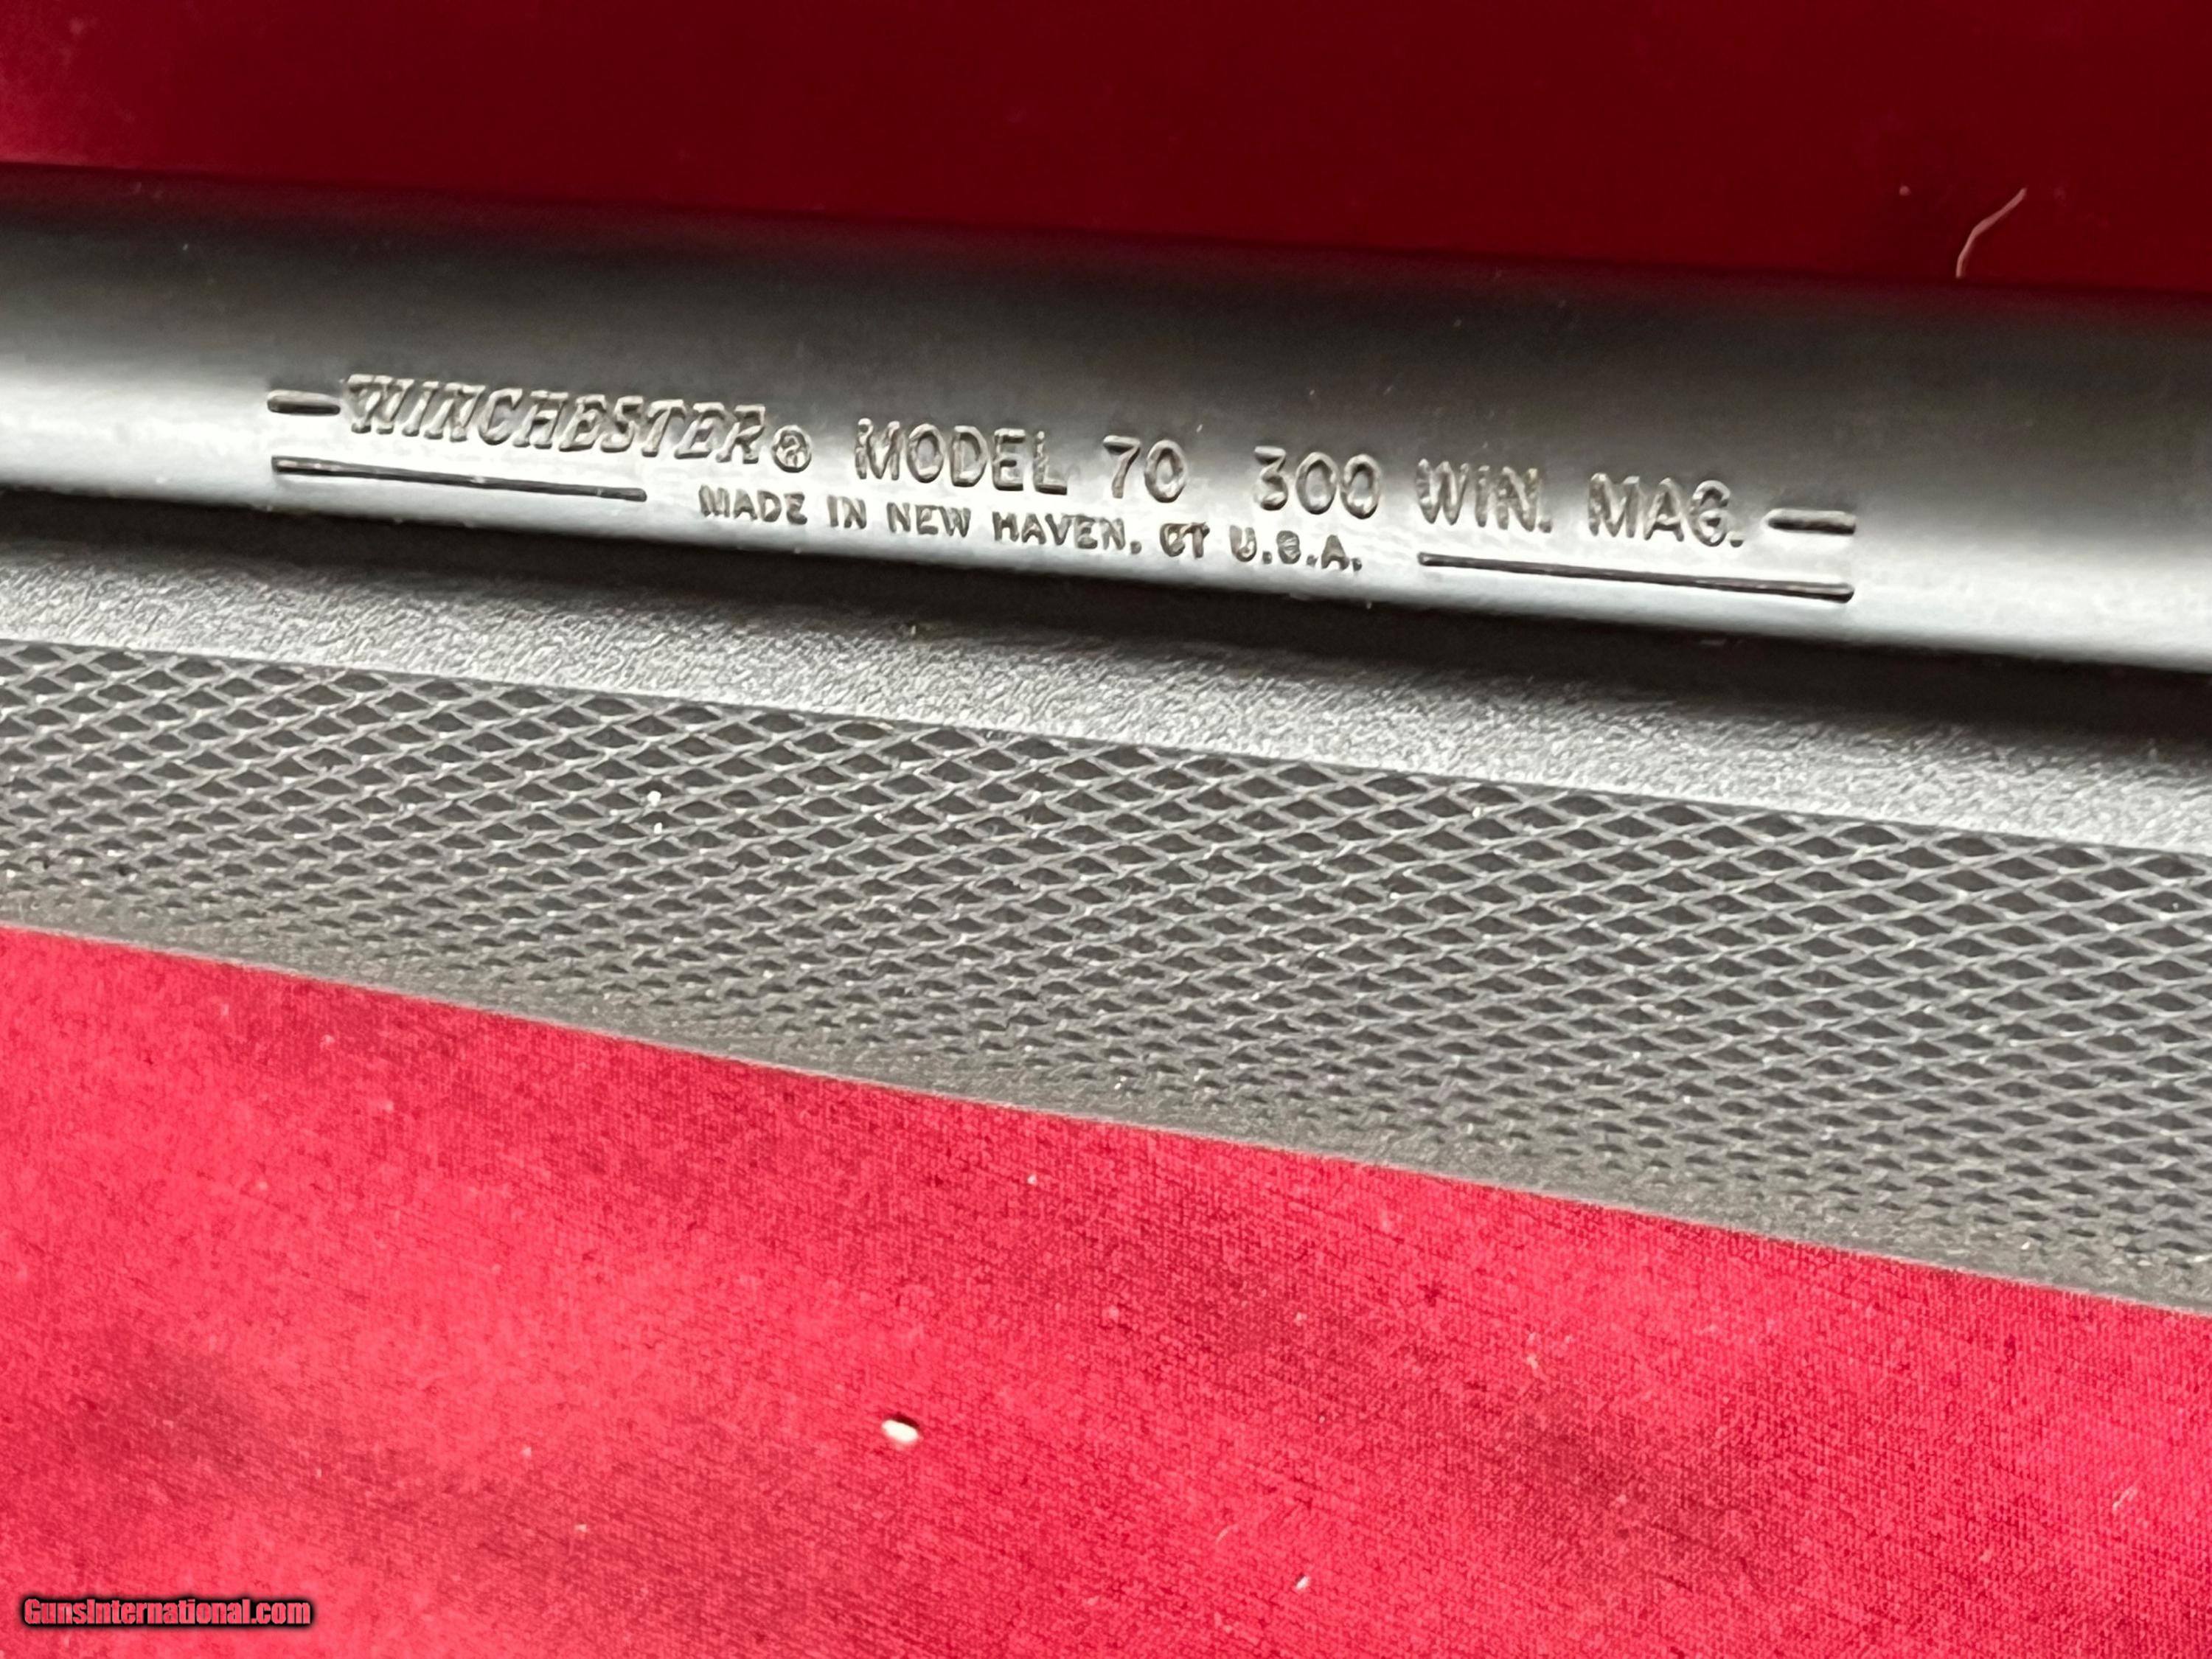 WINCHESTER® MODEL 70 300 WIN. MAG.
MADE IN NEW HAVEN, CT U.S.A.
GunsInternational.com